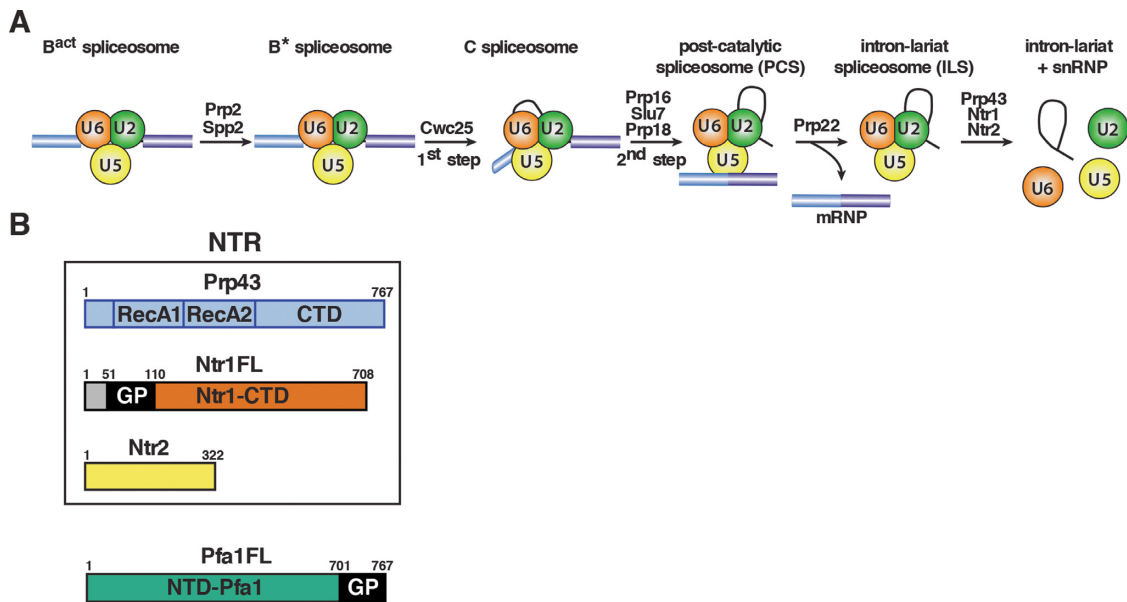 A
B^act spliceosome
B* spliceosome
C spliceosome
post-catalytic
spliceosome (PCS)
intron-lariat
spliceosome (ILS)
intron-lariat
+ snRNP
U6 U2
U5
Prp2
Spp2
U6 U2
U5
Cwc25
1st step
U6 U2
U5
Prp16
Slu7
Prp18
2nd step
U6 U2
U5
Prp22
mRNP
U6 U2
U5
Prp43
Ntr1
Ntr2
U2
U6
U5
B
NTR
Prp43
1 767
RecA1 RecA2 CTD
Ntr1FL
1 51 110 708
GP Ntr1-CTD
Ntr2
1 322
Pfa1FL
1 701 767
NTD-Pfa1 GP